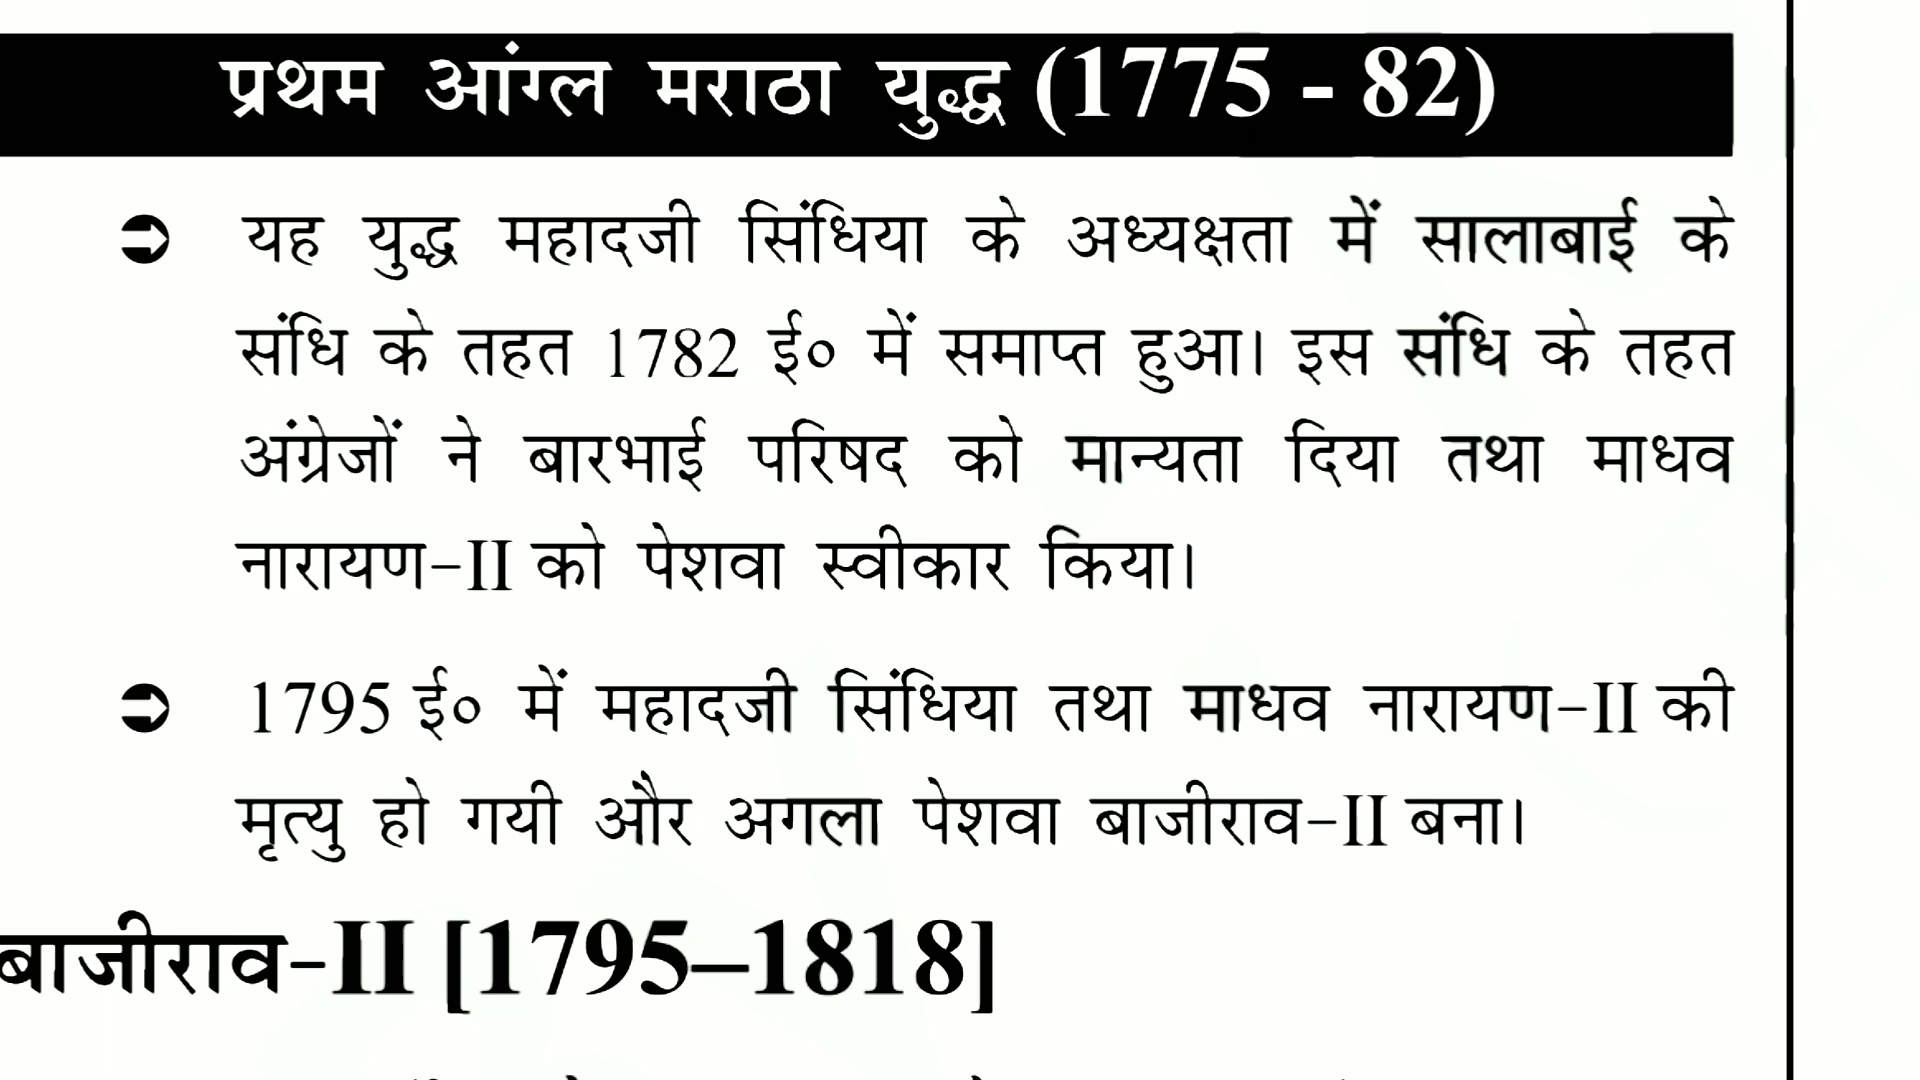 प्रथम आंग्ल मराठा युद्ध (1775 - 82)
➲ यह युद्ध महादजी सिंधिया के अध्यक्षता में सालाबाई के
संधि के तहत 1782 ई० में समाप्त हुआ। इस संधि के तहत
अंग्रेजों ने बारभाई परिषद को मान्यता दिया तथा माधव
नारायण-II को पेशवा स्वीकार किया।
➲ 1795 ई० में महादजी सिंधिया तथा माधव नारायण-II की
मृत्यु हो गयी और अगला पेशवा बाजीराव-II बना।
बाजीराव-II [1795–1818]